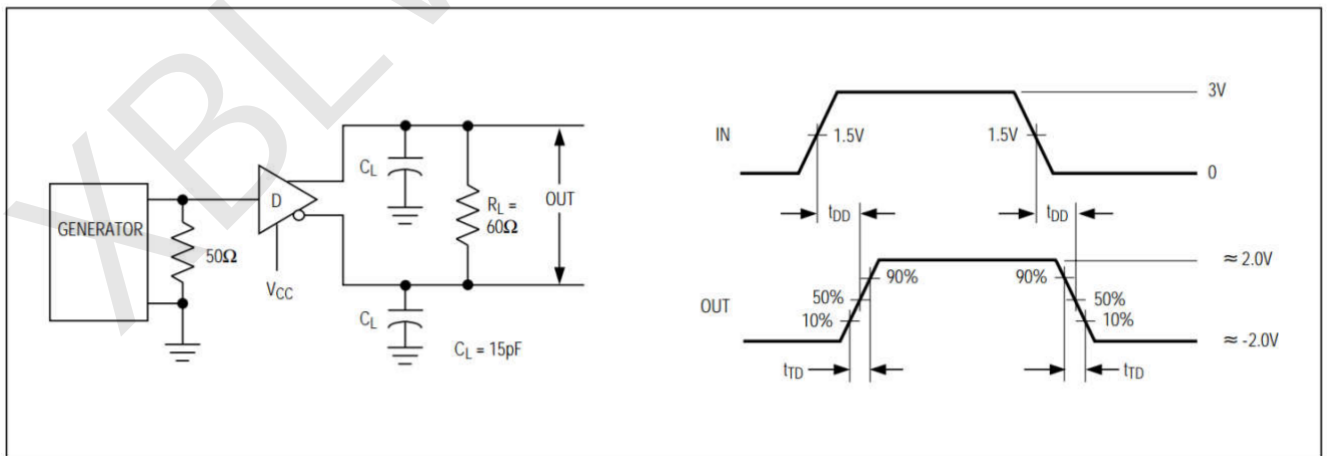 XBLW
GENERATOR
50Ω
D
VCC
CL
CL
CL = 15pF
RL =
60Ω
OUT
IN
1.5V
1.5V
3V
0
tDD
tDD
OUT
90%
50%
10%
90%
50%
10%
≈ 2.0V
≈ -2.0V
tTD
tTD